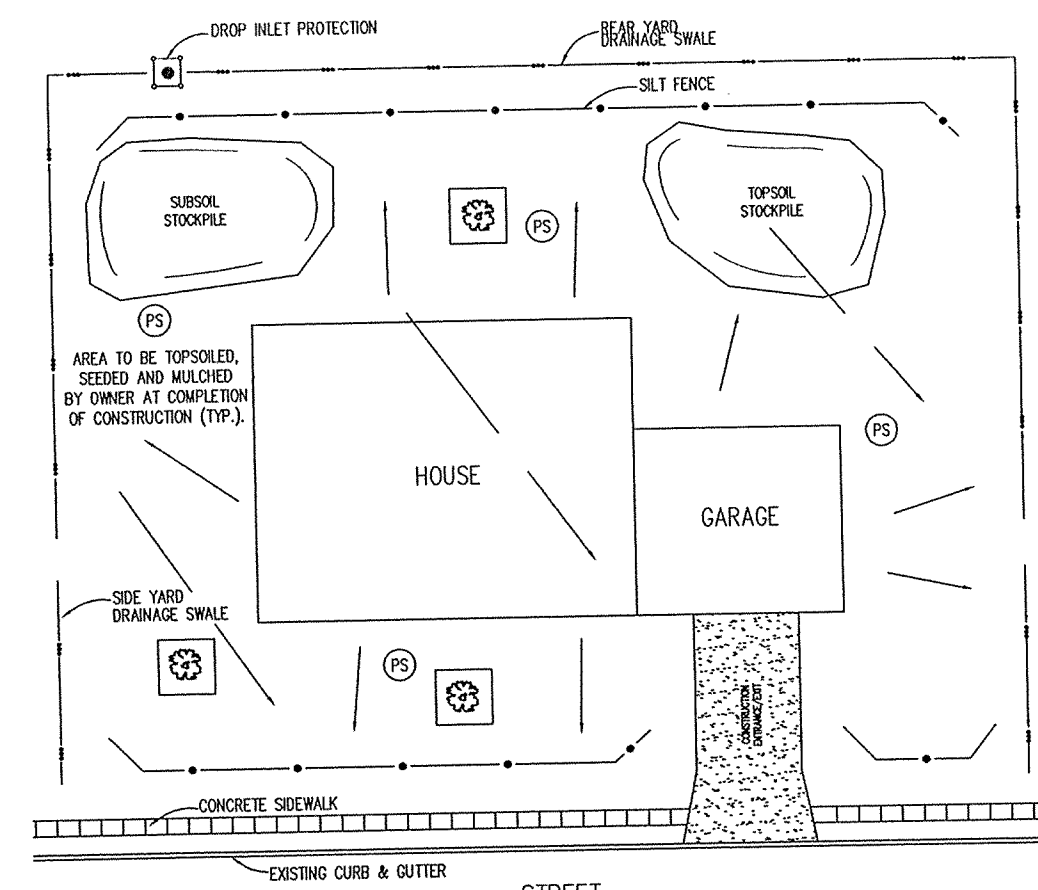 DROP INLET PROTECTION
REAR YARD
DRAINAGE SWALE
SILT FENCE
SUBSOIL
STOCKPILE
TOPSOIL
STOCKPILE
PS
PS
AREA TO BE TOPSOILED,
SEEDED AND MULCHED
BY OWNER AT COMPLETION
OF CONSTRUCTION (TYP.).
PS
HOUSE
GARAGE
SIDE YARD
DRAINAGE SWALE
PS
CONSTRUCTION
ENTRANCE/EXIT
CONCRETE SIDEWALK
EXISTING CURB & GUTTER
STREET